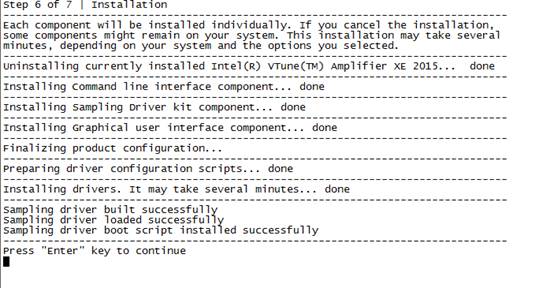 Step 6 of 7 | Installation
--------------------------------------------------------------------------------
Each component will be installed individually. If you cancel the installation,
some components might remain on your system. This installation may take several
minutes, depending on your system and the options you selected.
--------------------------------------------------------------------------------
Uninstalling currently installed Intel(R) VTune(TM) Amplifier XE 2015...  done
--------------------------------------------------------------------------------
Installing Command line interface component... done
--------------------------------------------------------------------------------
Installing Sampling Driver kit component... done
--------------------------------------------------------------------------------
Installing Graphical user interface component... done
--------------------------------------------------------------------------------
Finalizing product configuration...
--------------------------------------------------------------------------------
Preparing driver configuration scripts... done
--------------------------------------------------------------------------------
Installing drivers. It may take several minutes... done
--------------------------------------------------------------------------------
Sampling driver built successfully
Sampling driver loaded successfully
Sampling driver boot script installed successfully
--------------------------------------------------------------------------------
Press "Enter" key to continue